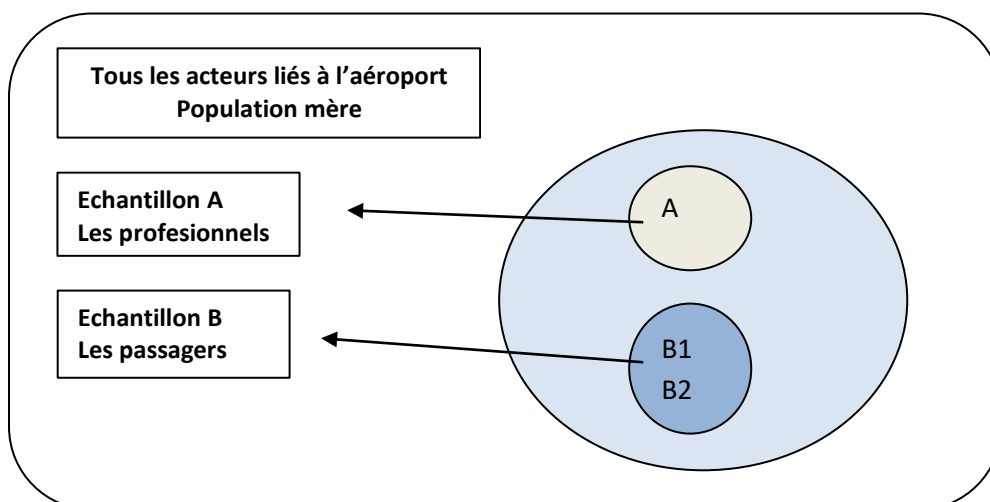 Tous les acteurs liés à l’aéroport
Population mère
Echantillon A
Les profesionnels
A
Echantillon B
Les passagers
B1
B2